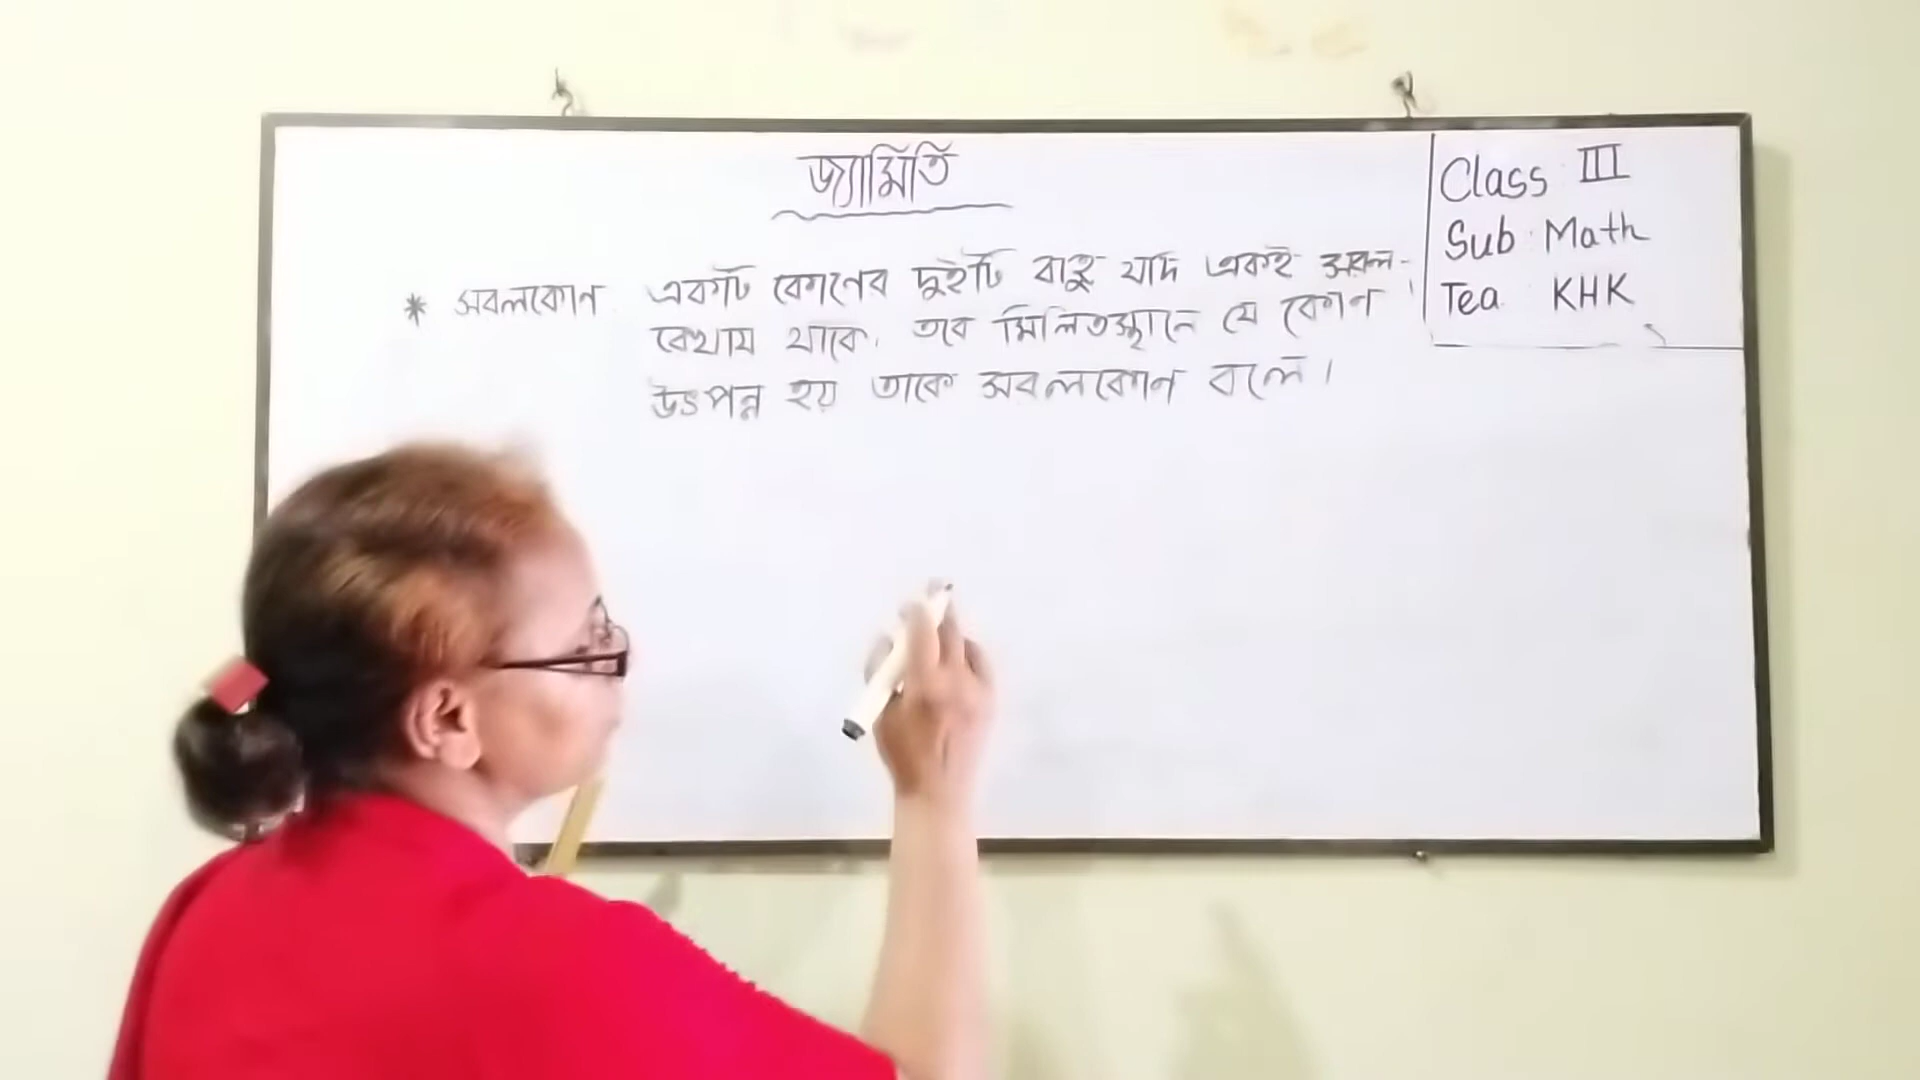 জ্যামিতি
* সরলকোণ একটি কোণের দুইটি বাহু যদি একই সরল-
রেখায় থাকে, তবে মিলিতস্থানে যে কোণ
উৎপন্ন হয় তাকে সরলকোণ বলে।
Class III
Sub Math
Tea KHK